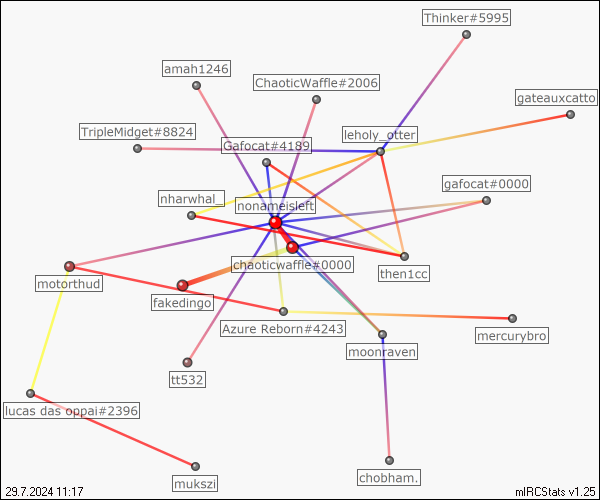 Thinker#5995
amah1246
ChaoticWaffle#2006
gateauxcatto
TripleMidget#8824
leholy_otter
Gafocat#4189
gafocat#0000
nharwhal_
nonameisleft
chaoticwaffle#0000
then1cc
motorthud
fakedingo
Azure Reborn#4243
mercurybro
moonraven
tt532
lucas das oppai#2396
mukszi
chobham.
29.7.2024 11:17
mIRCStats v1.25